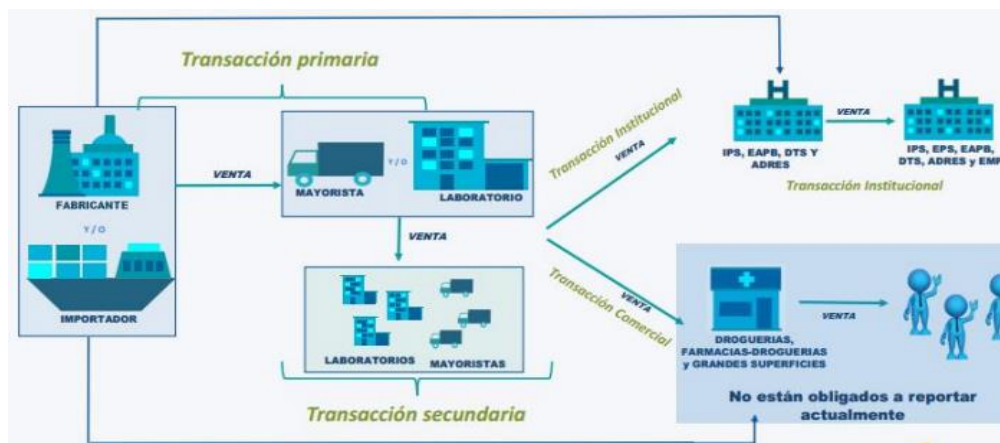 Transacción primaria
FABRICANTE
Y/O
IMPORTADOR
VENTA
Y/O
MAYORISTA
LABORATORIO
VENTA
LABORATORIOS
MAYORISTAS
Transacción secundaria
Transacción Institucional
VENTA
VENTA
Transacción Comercial
IPS, EAPB, DTS Y
ADRES
VENTA
IPS, EPS, EAPB,
DTS, ADRES y EMP
Transacción Institucional
DROGUERIAS,
FARMACIAS-DROGUERIAS
y GRANDES SUPERFICIES
VENTA
No están obligados a reportar
actualmente